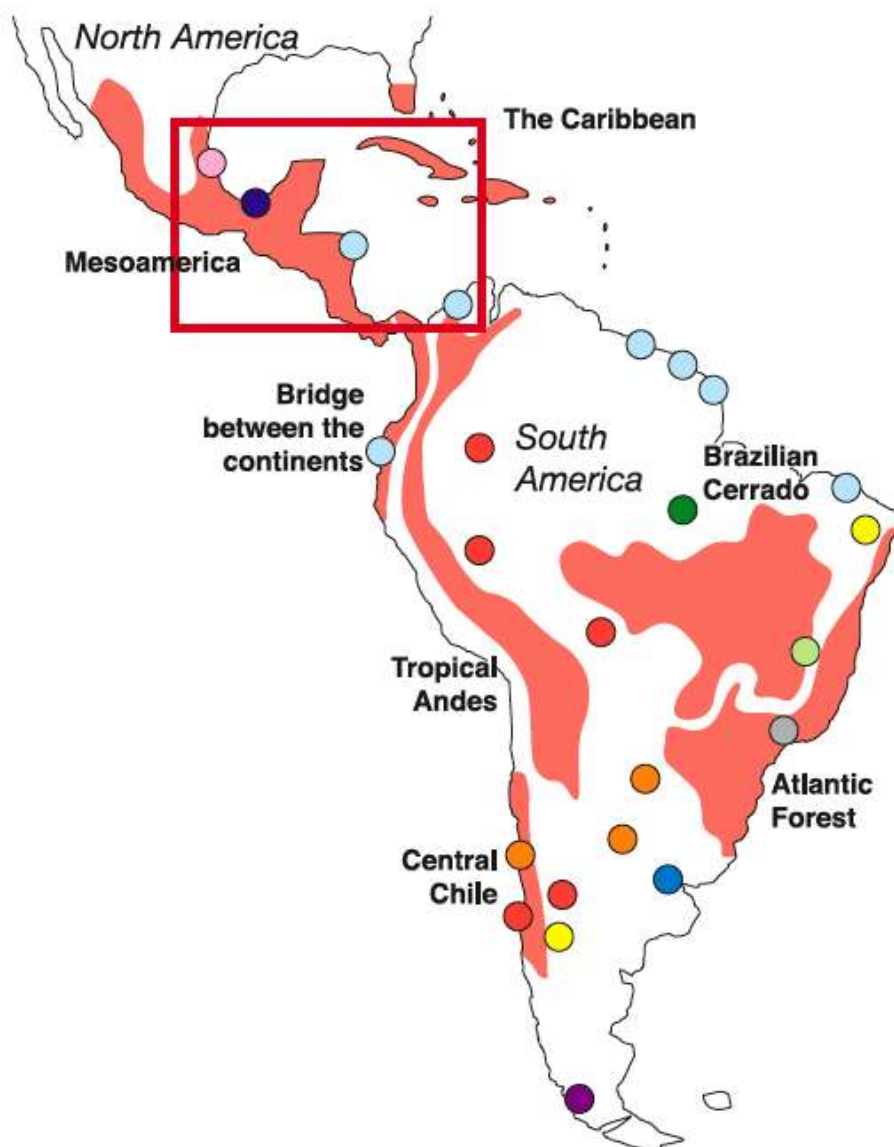 North America
The Caribbean
Mesoamerica
Bridge
between the
continents
South
America
Brazilian
Cerrado
Tropical
Andes
Atlantic
Forest
Central
Chile